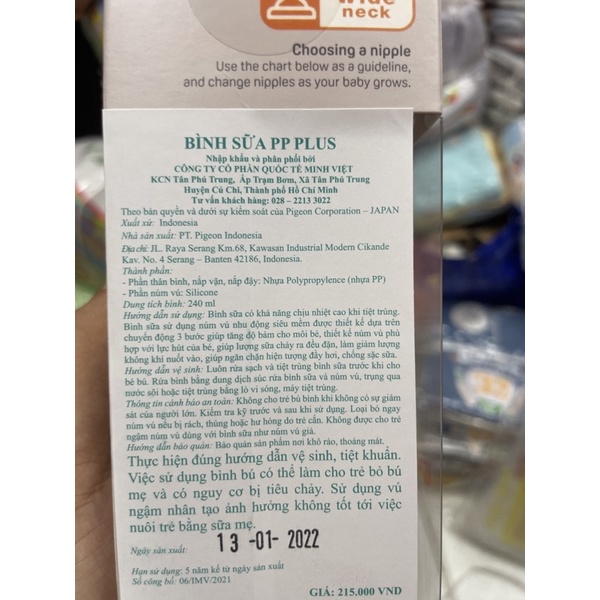 wide
neck
Choosing a nipple
Use the chart below as a guideline,
and change nipples as your baby grows.
BÌNH SỮA PP PLUS
Nhập khẩu và phân phối bởi
CÔNG TY CỔ PHẦN QUỐC TẾ MINH VIỆT
KCN Tân Phú Trung, Ấp Trạm Bơm, Xã Tân Phú Trung
Huyện Củ Chi, Thành phố Hồ Chí Minh
Tư vấn khách hàng: 028 – 2213 3022
Theo bản quyền và dưới sự kiểm soát của Pigeon Corporation – JAPAN
Xuất xứ: Indonesia
Nhà sản xuất: PT. Pigeon Indonesia
Địa chỉ: JL. Raya Serang Km.68, Kawasan Industrial Modern Cikande
Kav. No. 4 Serang – Banten 42186, Indonesia.
Thành phần:
- Phần thân bình, nắp vặn, nắp đậy: Nhựa Polypropylence (nhựa PP)
- Phần núm vú: Silicone
Dung tích bình: 240 ml
Hướng dẫn sử dụng: Bình sữa có khả năng chịu nhiệt cao khi tiệt trùng.
Bình sữa sử dụng núm vú nhu động siêu mềm được thiết kế dựa trên
chuyển động 3 bước giúp tăng độ bám cho môi bé, thiết kế núm vú phù
hợp với lực hút của bé, giúp lượng sữa chảy ra đều đặn, làm giảm lượng
không khí nuốt vào, giúp ngăn chặn hiện tượng đầy hơi, chống sặc sữa.
Hướng dẫn vệ sinh: Luôn rửa sạch và tiệt trùng bình sữa trước khi cho
bé bú. Rửa bình bằng dung dịch súc rửa bình sữa và núm vú, trụng qua
nước sôi hoặc tiệt trùng bằng lò vi sóng, máy tiệt trùng.
Thông tin cảnh báo an toàn: Không cho trẻ bú bình khi không có sự giám
sát của người lớn. Kiểm tra kỹ trước và sau khi sử dụng. Loại bỏ ngay
núm vú nếu bị rách, thủng hoặc hư hỏng do trẻ cắn. Không được cho trẻ
ngậm núm vú dùng với bình sữa như núm vú giả.
Hướng dẫn bảo quản: Bảo quản sản phẩm nơi khô ráo, thoáng mát.
Thực hiện đúng hướng dẫn vệ sinh, tiệt khuẩn.
Việc sử dụng bình bú có thể làm cho trẻ bỏ bú
mẹ và có nguy cơ bị tiêu chảy. Sử dụng vú
ngậm nhân tạo ảnh hưởng không tốt tới việc
nuôi trẻ bằng sữa mẹ.
Ngày sản xuất: 13 -01- 2022
Hạn sử dụng: 5 năm kể từ ngày sản xuất
Số công bố: 06/IMV/2021
GIÁ: 215.000 VND